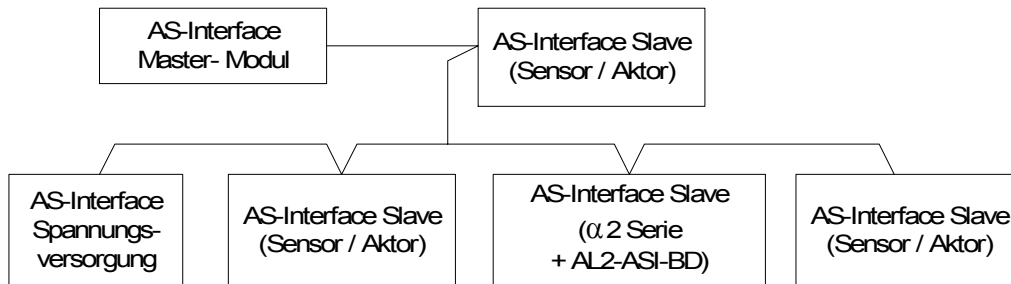 AS-Interface
Master- Modul
AS-Interface Slave
(Sensor / Aktor)
AS-Interface
Spannungs-
versorgung
AS-Interface Slave
(Sensor / Aktor)
AS-Interface Slave
(α2 Serie
+ AL2-ASI-BD)
AS-Interface Slave
(Sensor / Aktor)